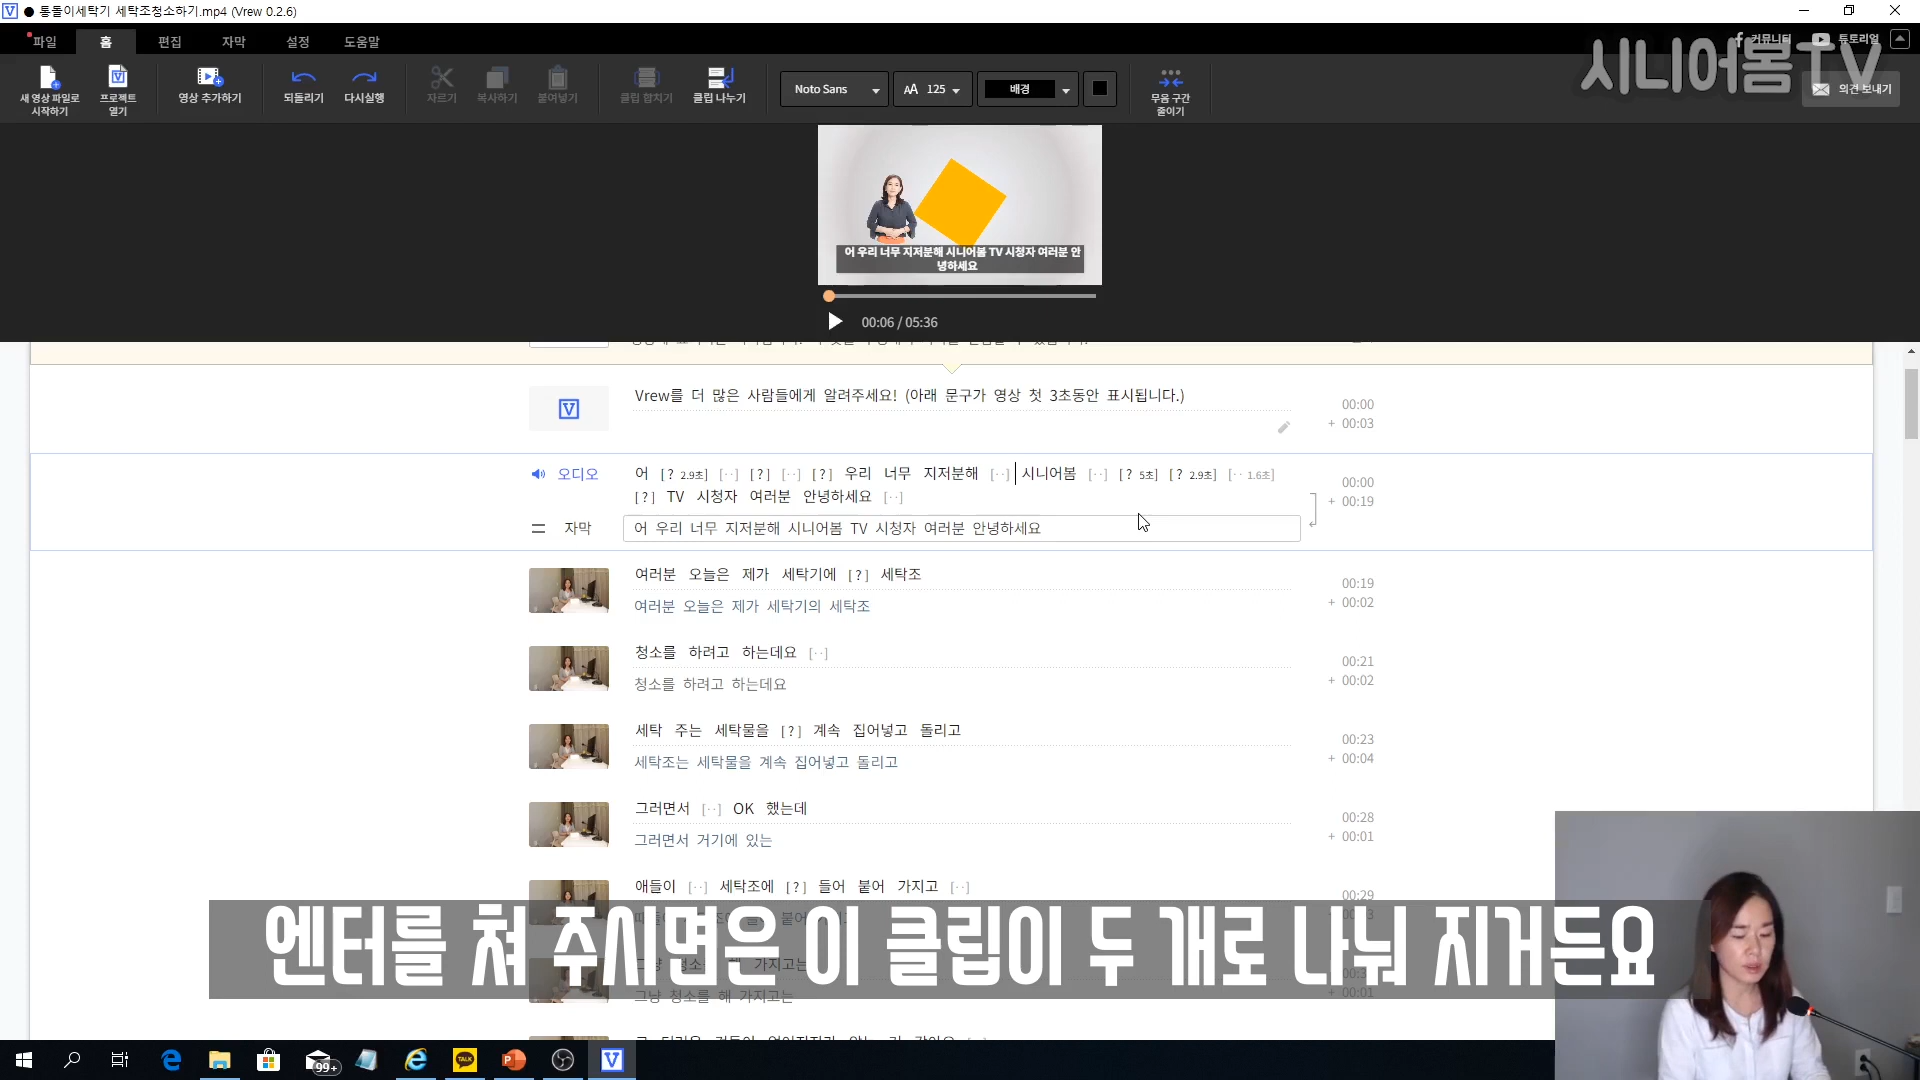 통돌이세탁기 세탁조청소하기.mp4 (Vrew 0.2.6)
파일 홈 편집 자막 설정 도움말
커뮤니티 튜토리얼
시니어봄TV
새 영상 파일로 시작하기
프로젝트 열기
영상 추가하기
되돌리기
다시실행
자르기
복사하기
붙여넣기
클립 합치기
클립 나누기
Noto Sans
125
배경
무음 구간 줄이기
의견 보내기
어 우리 너무 지저분해 시니어봄 TV 시청자 여러분 안
녕하세요
00:06 / 05:36
Vrew를 더 많은 사람들에게 알려주세요! (아래 문구가 영상 첫 3초동안 표시됩니다.)
00:00
+ 00:03
오디오 어 [? 2.9초] [··] [?] [··] [?] 우리 너무 지저분해 [··] 시니어봄 [··] [? 5초] [? 2.9초] [·· 1.6초]
[?] TV 시청자 여러분 안녕하세요 [··]
00:00
+ 00:19
자막 어 우리 너무 지저분해 시니어봄 TV 시청자 여러분 안녕하세요
여러분 오늘은 제가 세탁기에 [?] 세탁조
여러분 오늘은 제가 세탁기의 세탁조
00:19
+ 00:02
청소를 하려고 하는데요 [··]
청소를 하려고 하는데요
00:21
+ 00:02
세탁 주는 세탁물을 [?] 계속 집어넣고 돌리고
세탁조는 세탁물을 계속 집어넣고 돌리고
00:23
+ 00:04
그러면서 [··] OK 했는데
그러면서 거기에 있는
00:28
+ 00:01
애들이 [··] 세탁조에 [?] 들어 붙어 가지고 [··]
00:29
엔터를 쳐 주시면은 이 클립이 두 개로 나눠 지거든요
그냥 청소를 해 가지고는
+ 00:01
99+
TALK